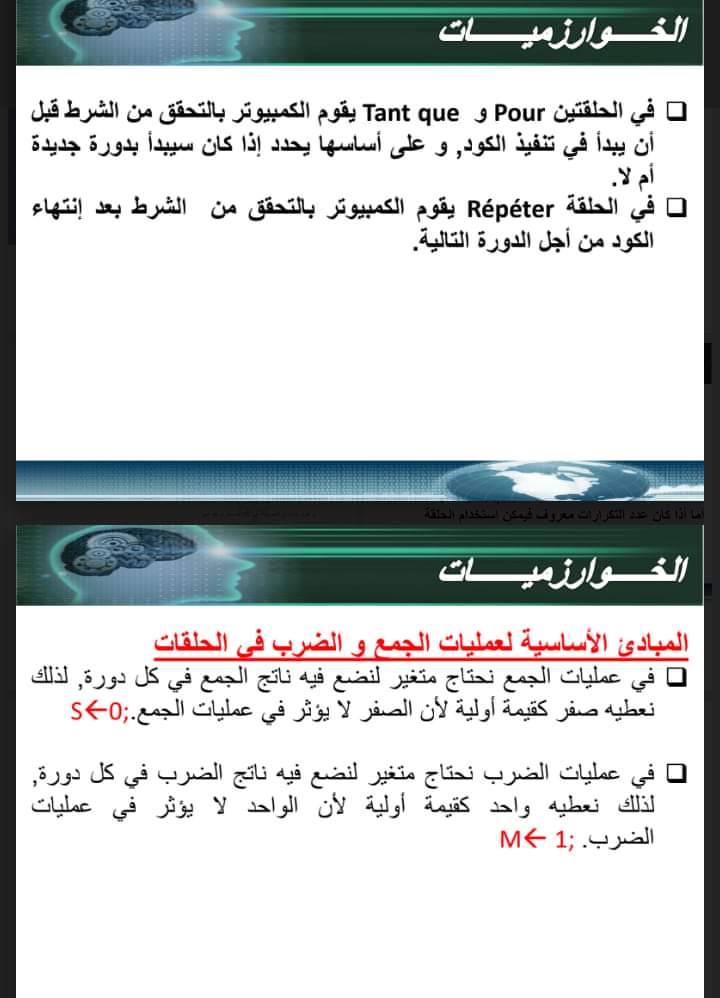 الخـــوارزميـــات
❑ في الحلقتين Pour و Tant que يقوم الكمبيوتر بالتحقق من الشرط قبل
أن يبدأ في تنفيذ الكود, و على أساسها يحدد إذا كان سيبدأ بدورة جديدة
أم لا.
❑ في الحلقة Répéter يقوم الكمبيوتر بالتحقق من الشرط بعد إنتهاء
الكود من أجل الدورة التالية.
اما أذا كان عدد التكرارات معروف فيمكن استخدام الحلقة
الخـــوارزميـــات
المبادئ الأساسية لعمليات الجمع و الضرب في الحلقات
❑ في عمليات الجمع نحتاج متغير لنضع فيه ناتج الجمع في كل دورة, لذلك
نعطيه صفر كقيمة أولية لأن الصفر لا يؤثر في عمليات الجمع.;S←0
❑ في عمليات الضرب نحتاج متغير لنضع فيه ناتج الضرب في كل دورة,
لذلك نعطيه واحد كقيمة أولية لأن الواحد لا يؤثر في عمليات
الضرب. ;M← 1